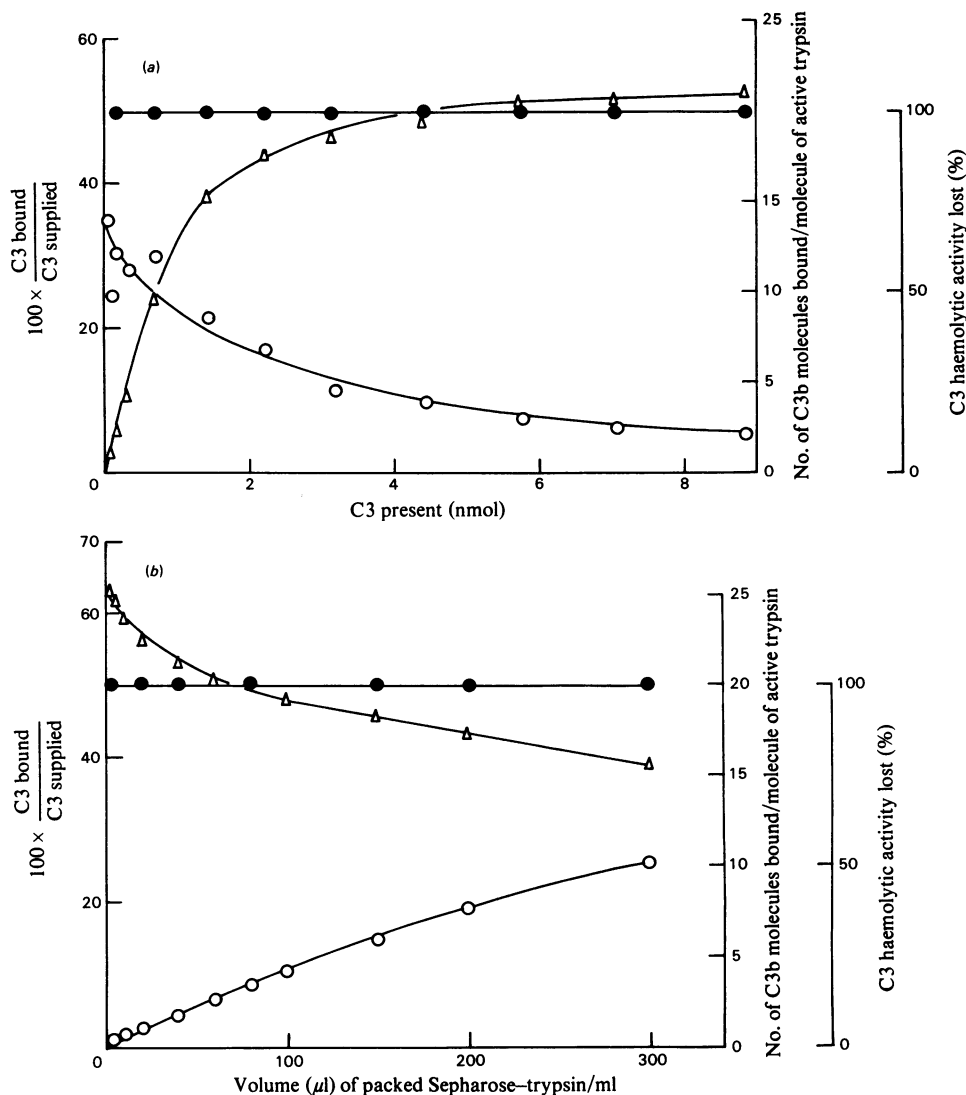 60
40
20
0
(a)
100 × C3 bound
C3 supplied
0
2
4
6
8
C3 present (nmol)
25
20
15
10
5
0
No. of C3b molecules bound/molecule of active trypsin
100
50
0
C3 haemolytic activity lost (%)
70
60
40
20
0
(b)
100 × C3 bound
C3 supplied
100
200
300
Volume (μl) of packed Sepharose–trypsin/ml
25
20
15
10
5
0
No. of C3b molecules bound/molecule of active trypsin
100
50
0
C3 haemolytic activity lost (%)